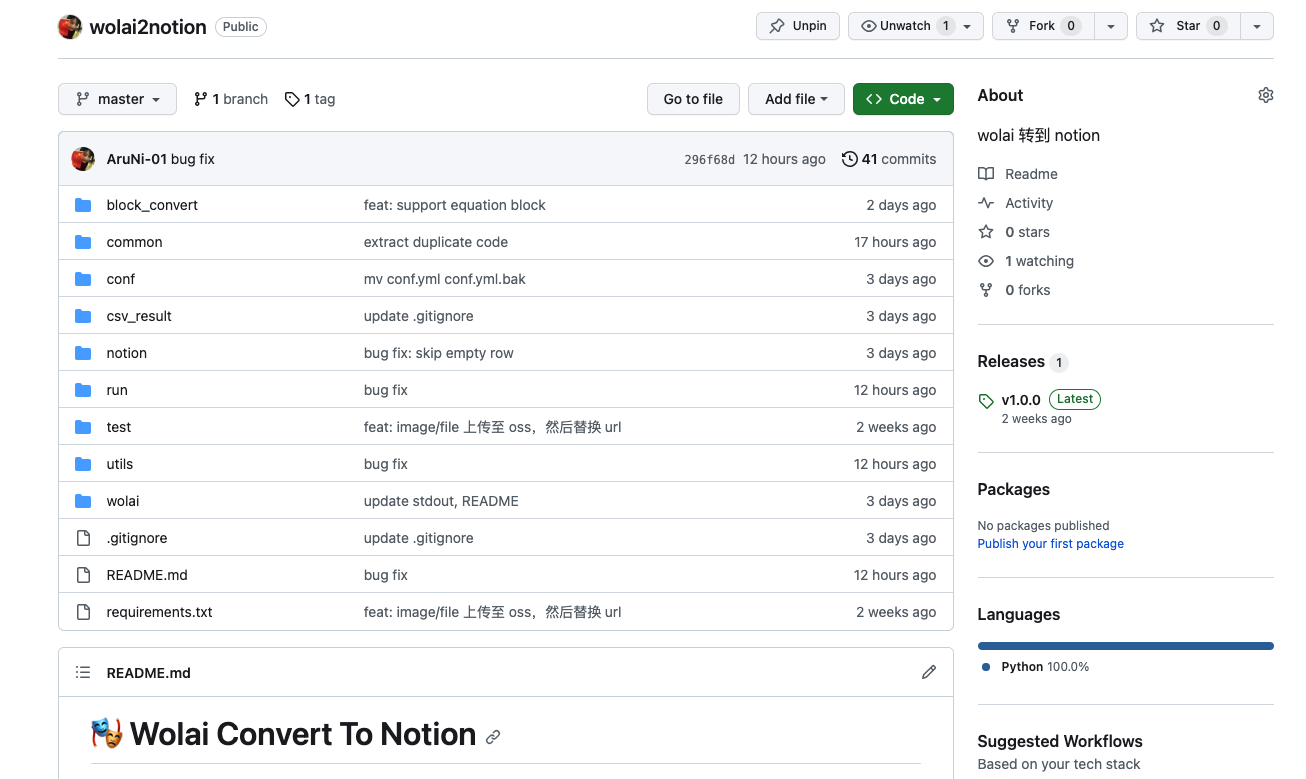 wolai2notion Public Unpin Unwatch 1 Fork 0 Star 0
master 1 branch 1 tag Go to file Add file Code
AruNi-01 bug fix 296f68d 12 hours ago 41 commits
block_convert feat: support equation block 2 days ago
common extract duplicate code 17 hours ago
conf mv conf.yml conf.yml.bak 3 days ago
csv_result update .gitignore 3 days ago
notion bug fix: skip empty row 3 days ago
run bug fix 12 hours ago
test feat: image/file 上传至 oss，然后替换 url 2 weeks ago
utils bug fix 12 hours ago
wolai update stdout, README 3 days ago
.gitignore update .gitignore 3 days ago
README.md bug fix 12 hours ago
requirements.txt feat: image/file 上传至 oss，然后替换 url 2 weeks ago
README.md
Wolai Convert To Notion
About
wolai 转到 notion
Readme
Activity
0 stars
1 watching
0 forks
Releases 1
v1.0.0 Latest
2 weeks ago
Packages
No packages published
Publish your first package
Languages
Python 100.0%
Suggested Workflows
Based on your tech stack